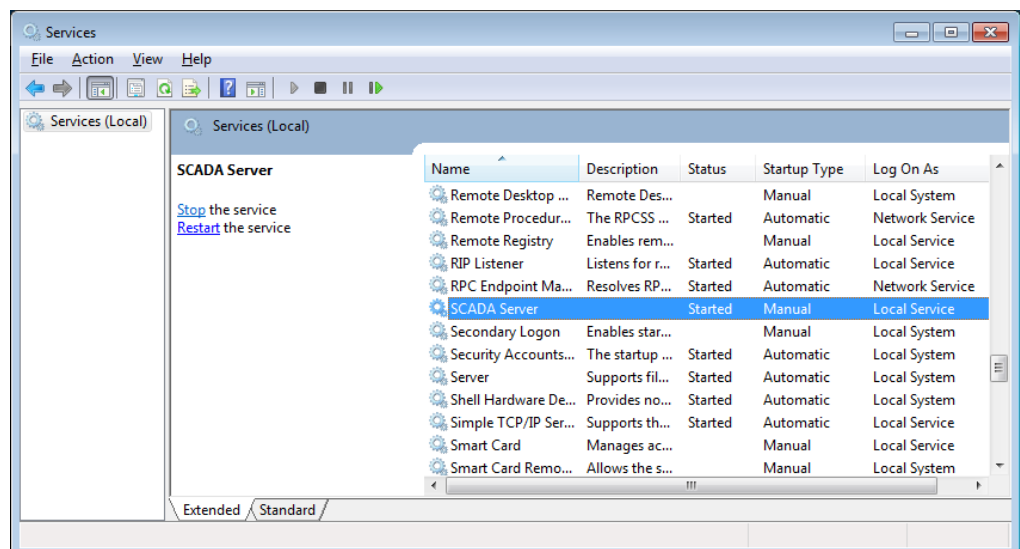 Services
File Action View Help
Services (Local)
Services (Local)
SCADA Server
Stop the service
Restart the service
Name Description Status Startup Type Log On As
Remote Desktop ... Remote Des... Manual Local System
Remote Procedur... The RPCSS ... Started Automatic Network Service
Remote Registry Enables rem... Manual Local Service
RIP Listener Listens for r... Started Automatic Local Service
RPC Endpoint Ma... Resolves RP... Started Automatic Network Service
SCADA Server Started Manual Local Service
Secondary Logon Enables star... Manual Local System
Security Accounts... The startup ... Started Automatic Local System
Server Supports fil... Started Automatic Local System
Shell Hardware De... Provides no... Started Automatic Local System
Simple TCP/IP Ser... Supports th... Started Automatic Local Service
Smart Card Manages ac... Manual Local Service
Smart Card Remo... Allows the s... Manual Local System
Extended Standard